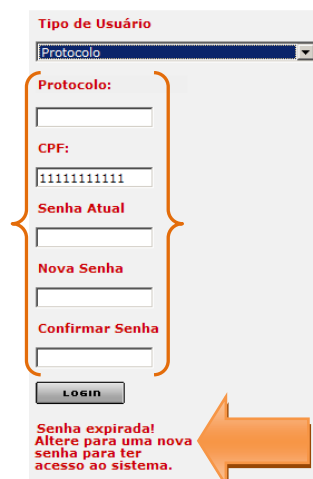 Tipo de Usuário
Protocolo
Protocolo:
CPF:
11111111111
Senha Atual
Nova Senha
Confirmar Senha
LOGIN
Senha expirada!
Altere para uma nova
senha para ter
acesso ao sistema.